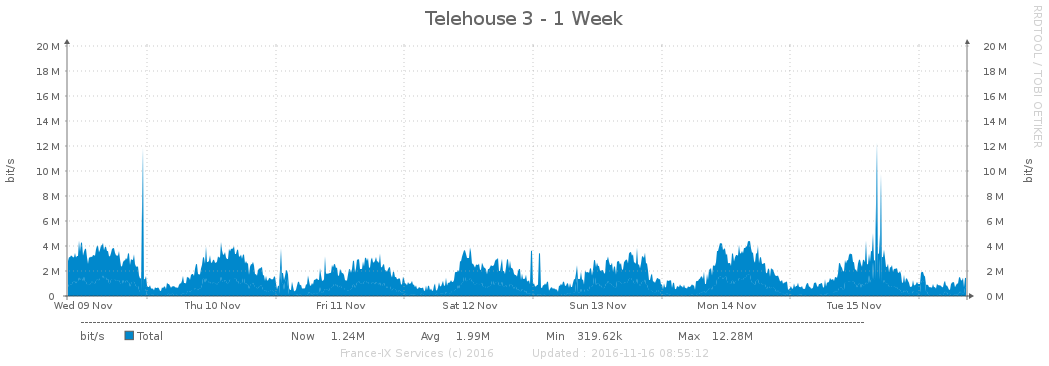 Telehouse 3 - 1 Week
RRDTOOL / TOBI OETIKER
bit/s
20 M 20 M
18 M 18 M
16 M 16 M
14 M 14 M
12 M 12 M
10 M 10 M
8 M 8 M
6 M 6 M
4 M 4 M
2 M 2 M
0 0 M
bit/s
Wed 09 Nov Thu 10 Nov Fri 11 Nov Sat 12 Nov Sun 13 Nov Mon 14 Nov Tue 15 Nov
bit/s Total Now 1.24M Avg 1.99M Min 319.62k Max 12.28M
France-IX Services (c) 2016 Updated : 2016-11-16 08:55:12